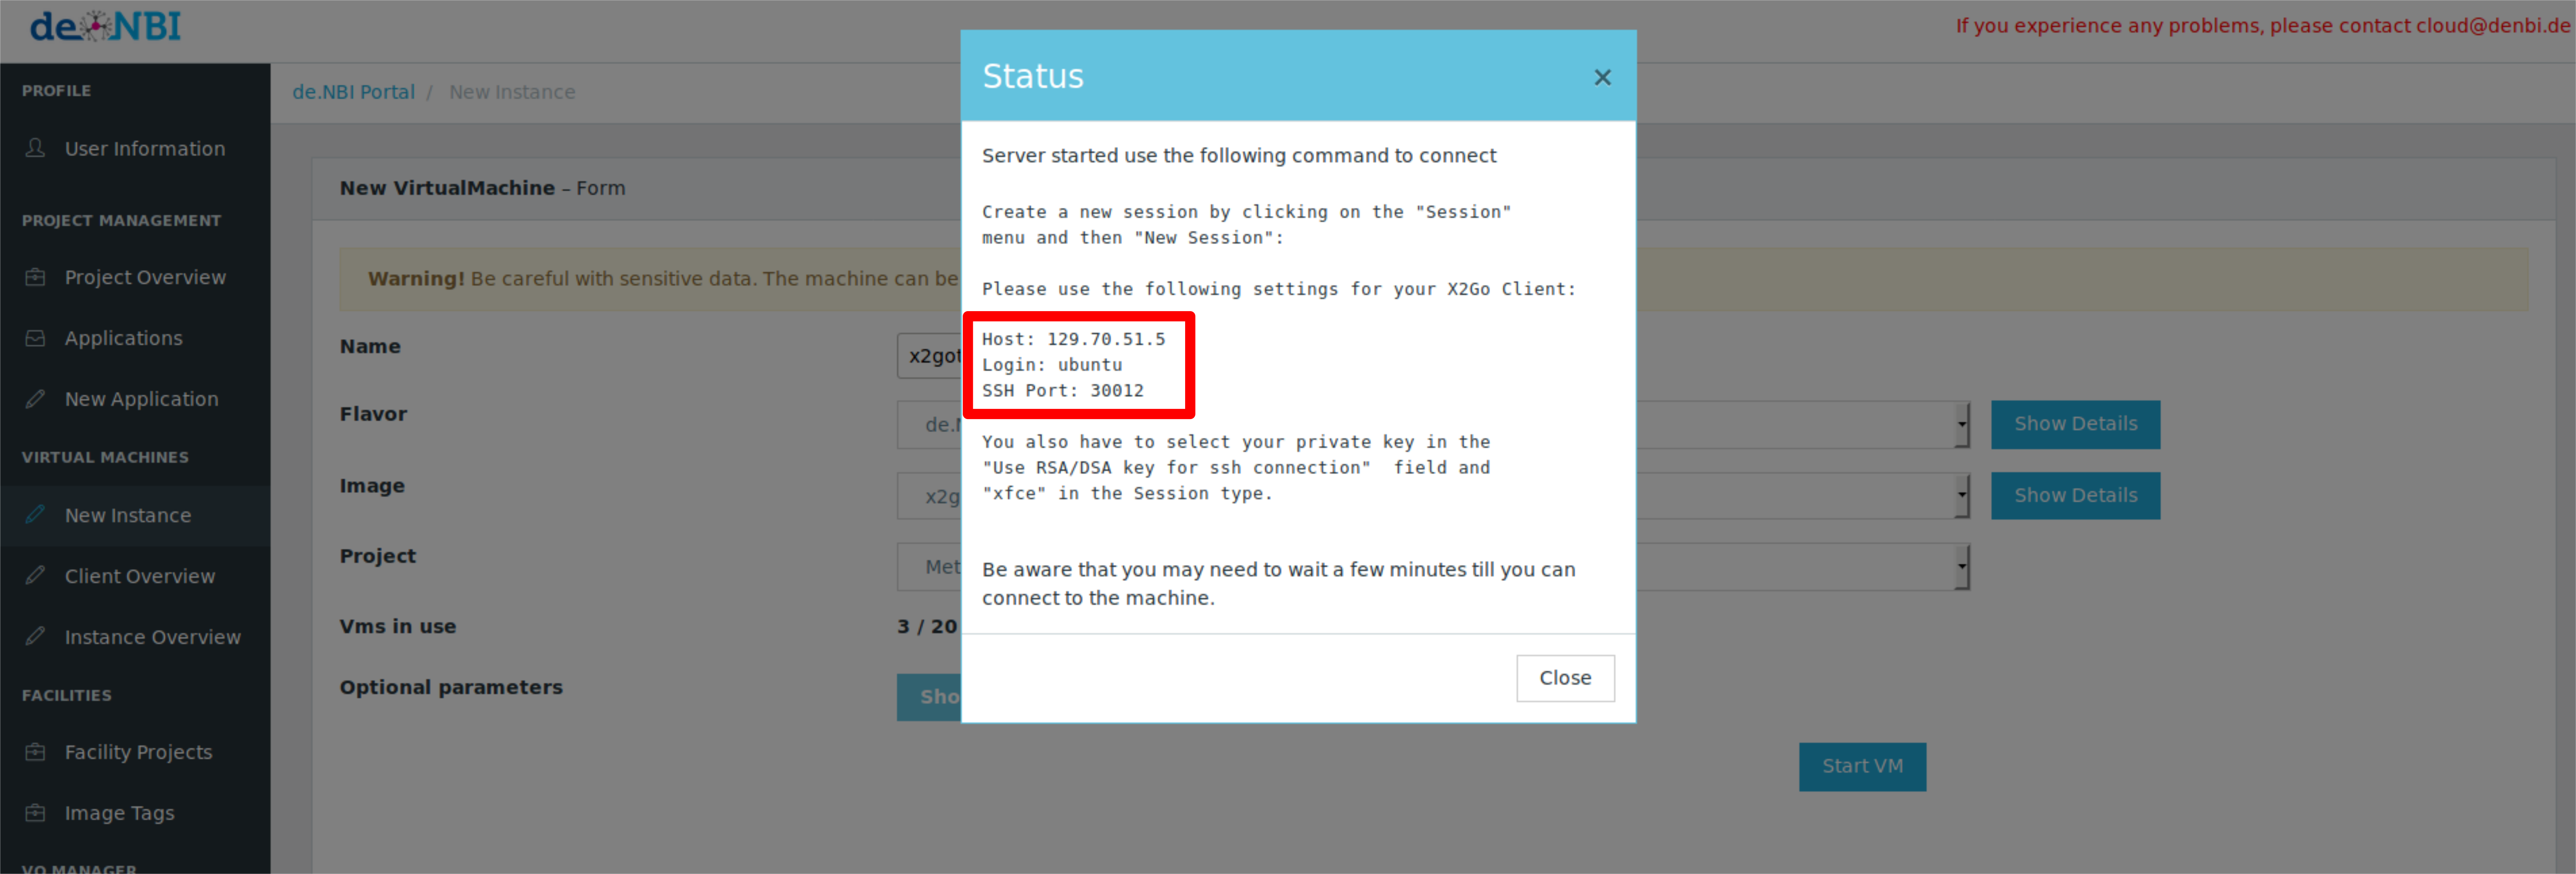 de.NBI
If you experience any problems, please contact cloud@denbi.de
PROFILE
User Information
PROJECT MANAGEMENT
Project Overview
Applications
New Application
VIRTUAL MACHINES
New Instance
Client Overview
Instance Overview
FACILITIES
Facility Projects
Image Tags
VO MANAGER
de.NBI Portal / New Instance
New VirtualMachine – Form
Warning! Be careful with sensitive data. The machine can be
Name
x2got
Flavor
de.N
Show Details
Image
x2g
Show Details
Project
Met
Vms in use
3 / 20
Optional parameters
Sho
Start VM
Status
×
Server started use the following command to connect
Create a new session by clicking on the "Session"
menu and then "New Session":
Please use the following settings for your X2Go Client:
Host: 129.70.51.5
Login: ubuntu
SSH Port: 30012
You also have to select your private key in the
"Use RSA/DSA key for ssh connection"  field and
"xfce" in the Session type.
Be aware that you may need to wait a few minutes till you can
connect to the machine.
Close